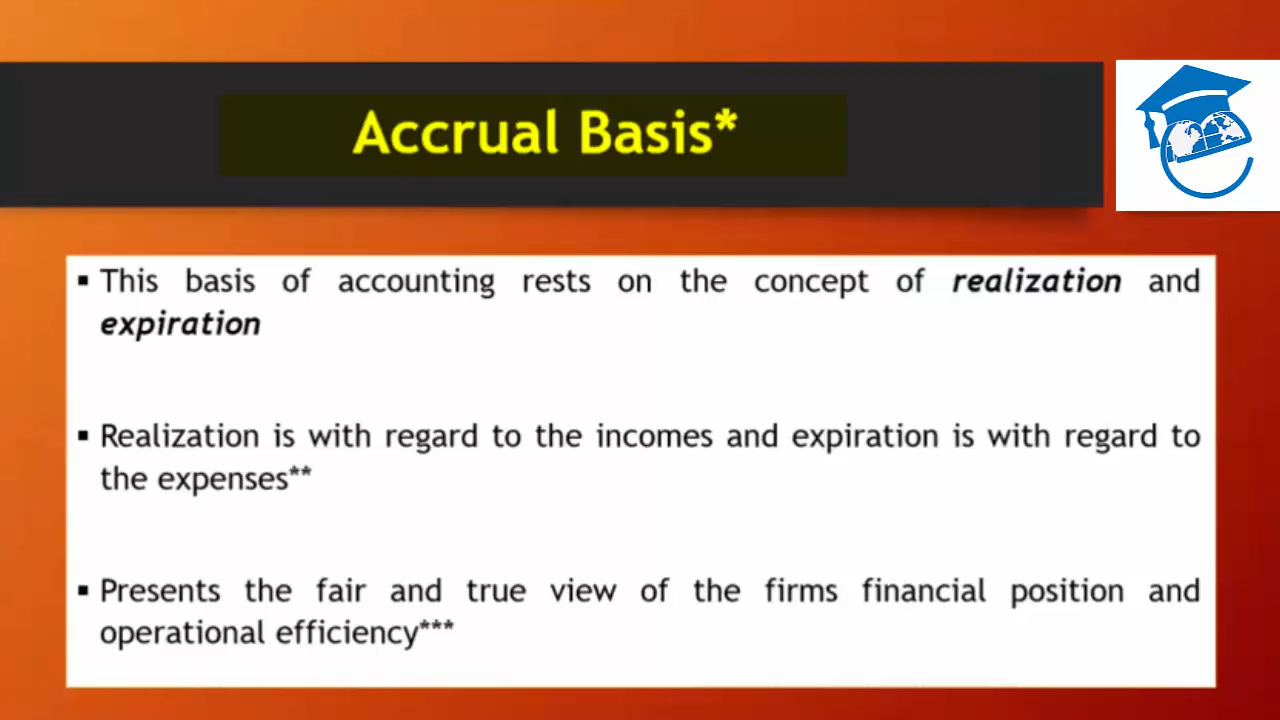 Accrual Basis*
▪ This basis of accounting rests on the concept of realization and
expiration
▪ Realization is with regard to the incomes and expiration is with regard to
the expenses**
▪ Presents the fair and true view of the firms financial position and
operational efficiency***